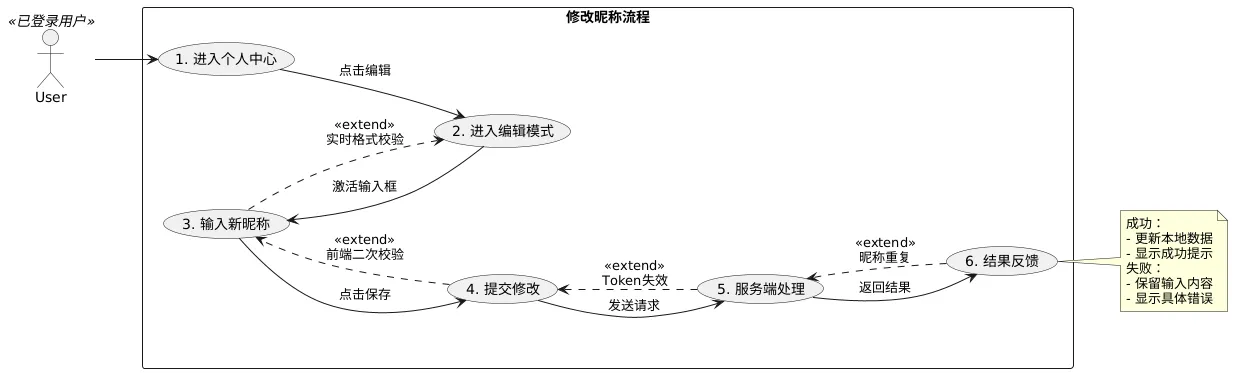 修改昵称流程
«已登录用户»
User
1. 进入个人中心
点击编辑
2. 进入编辑模式
«extend»
实时格式校验
激活输入框
3. 输入新昵称
«extend»
前端二次校验
点击保存
4. 提交修改
«extend»
Token失效
发送请求
5. 服务端处理
«extend»
昵称重复
返回结果
6. 结果反馈
成功：
- 更新本地数据
- 显示成功提示
失败：
- 保留输入内容
- 显示具体错误